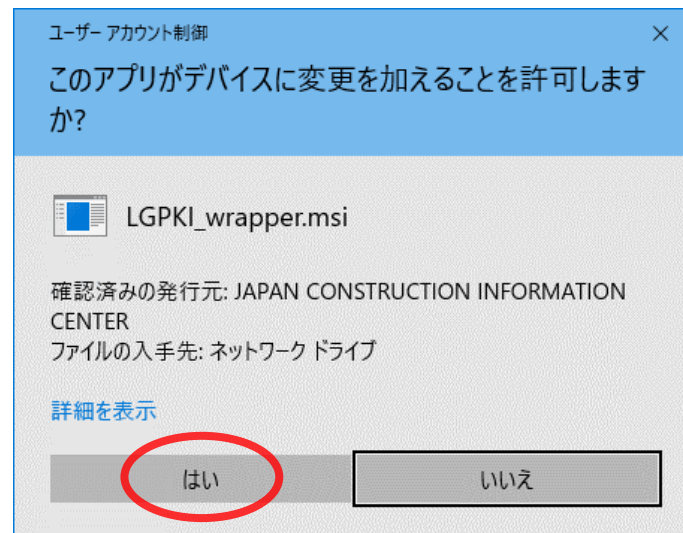 ユーザー アカウント制御
このアプリがデバイスに変更を加えることを許可します
か?
LGPKI_wrapper.msi
確認済みの発行元: JAPAN CONSTRUCTION INFORMATION
CENTER
ファイルの入手先: ネットワーク ドライブ
詳細を表示
はい
いいえ